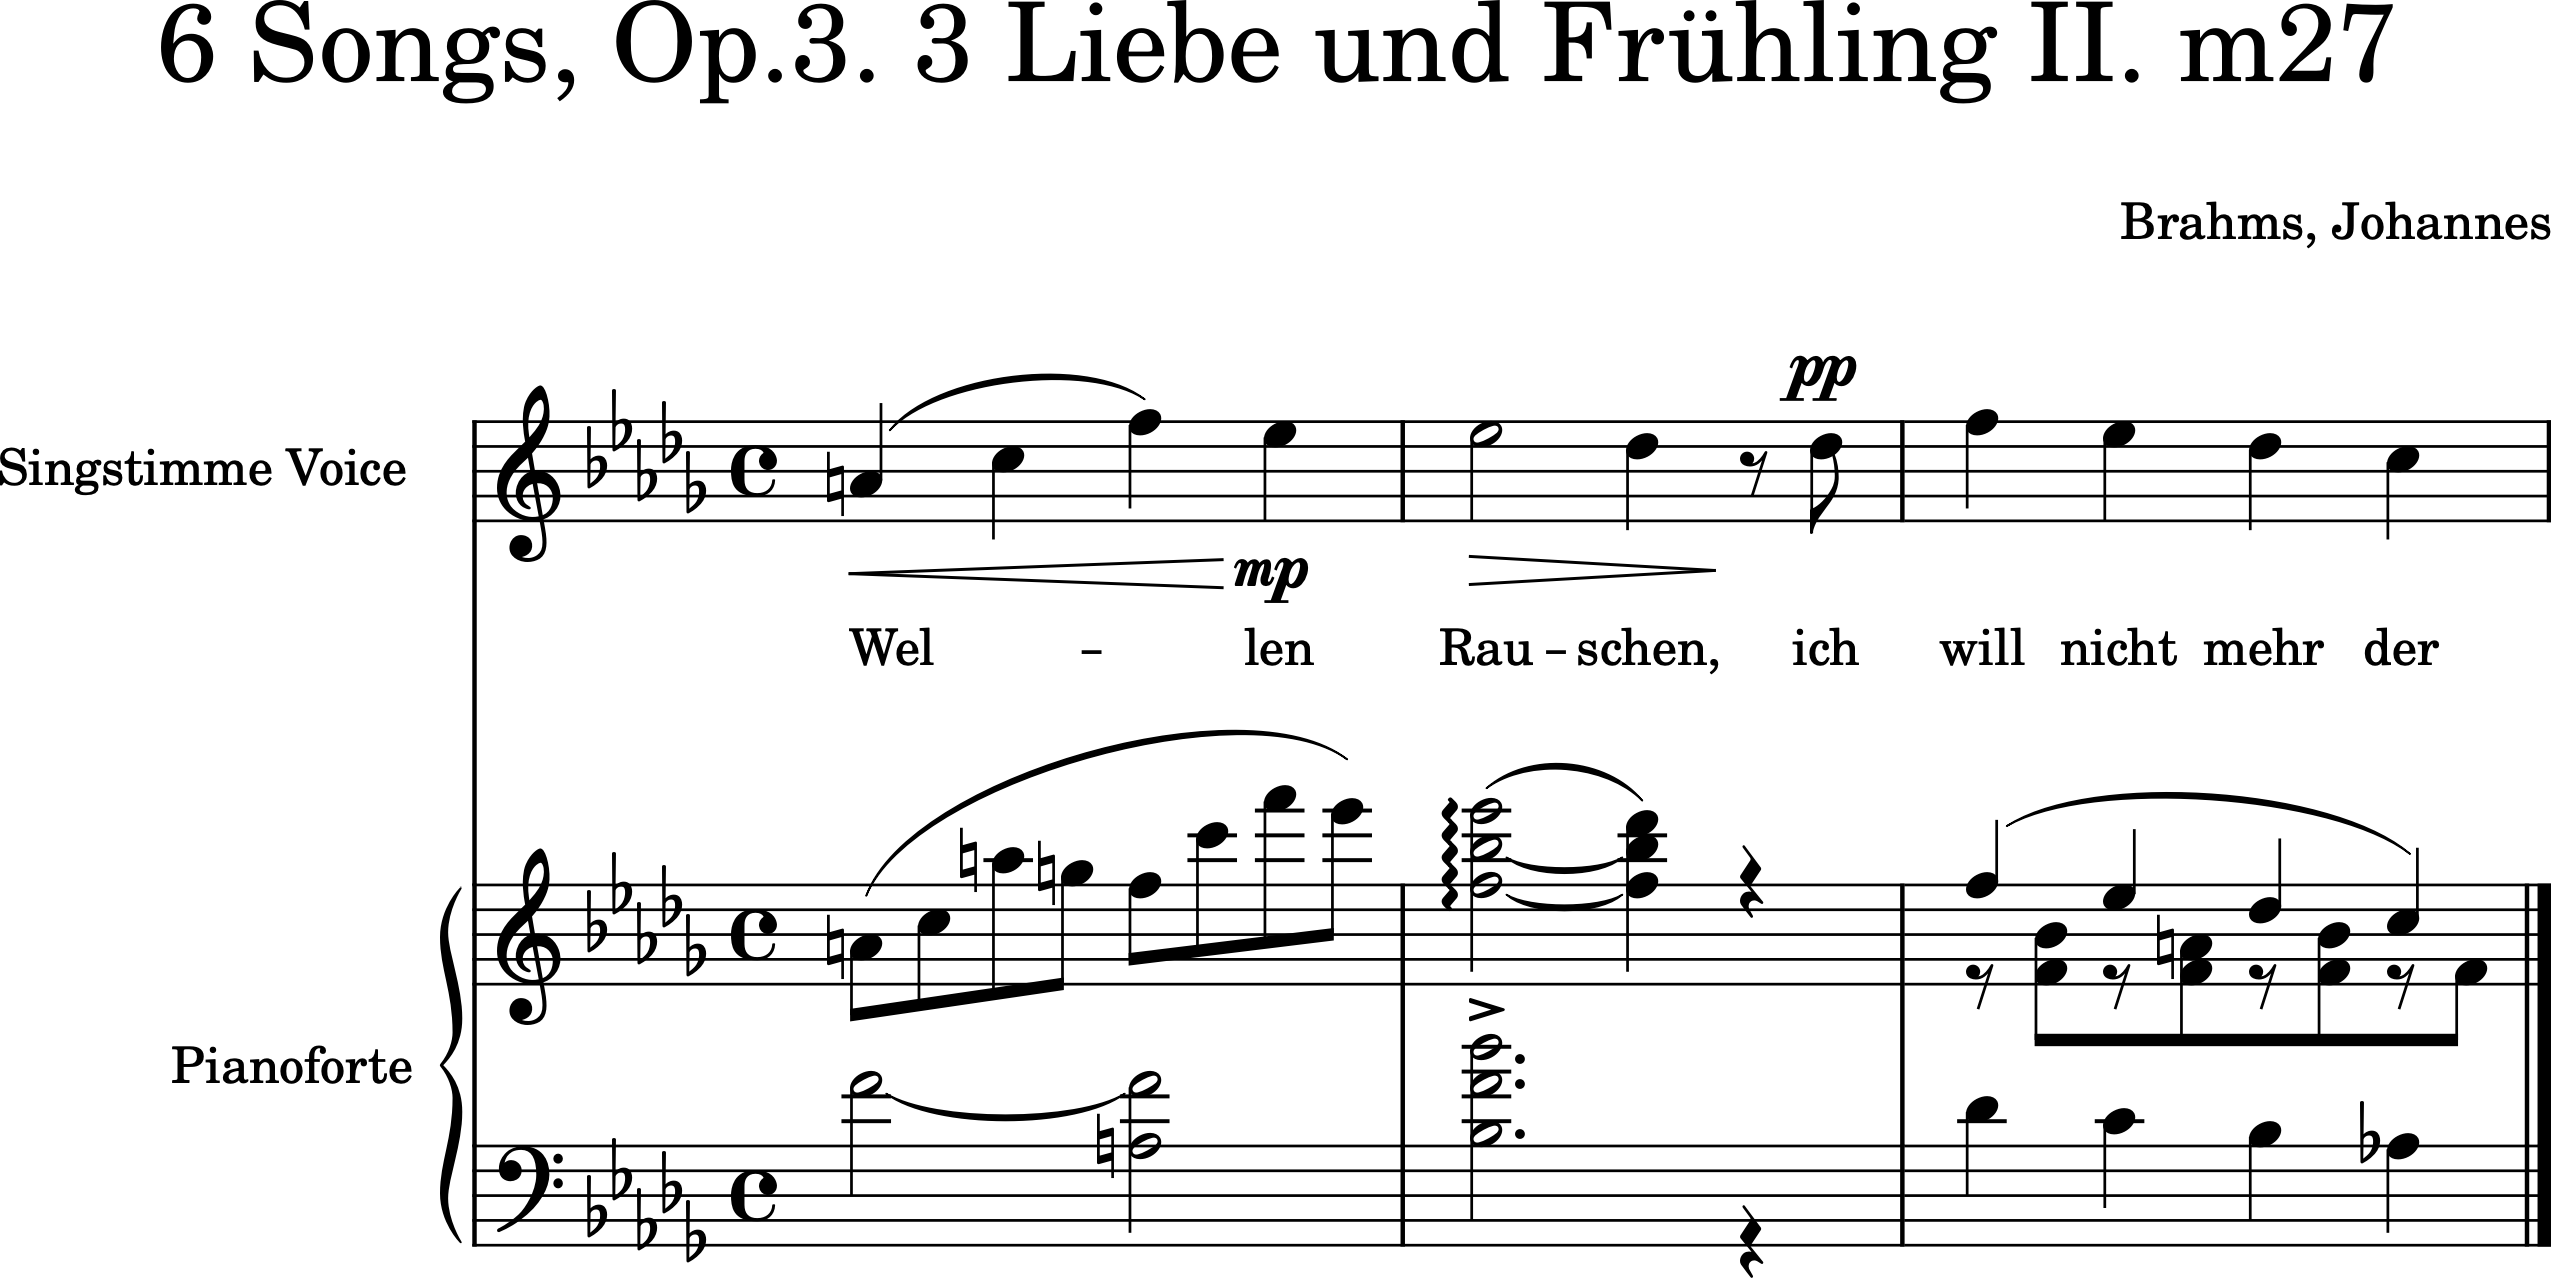 6 Songs, Op.3. 3 Liebe und Frühling II. m27
Brahms, Johannes
pp
Singstimme Voice
mp
Wel – len Rau – schen, ich will nicht mehr der
Pianoforte